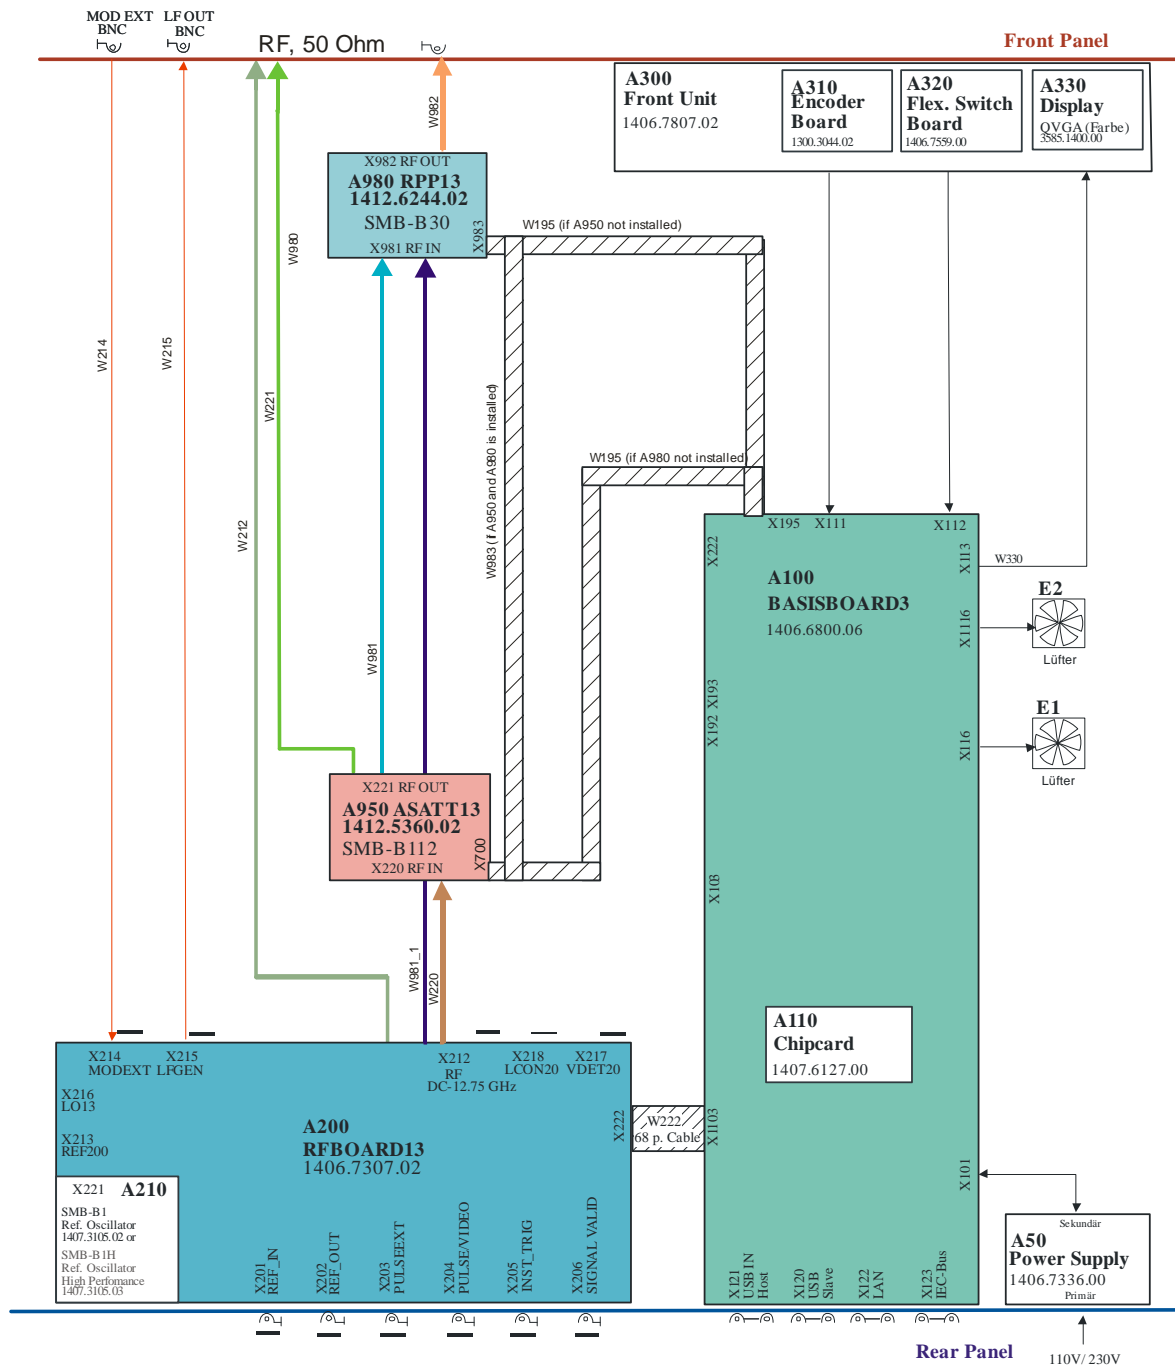 MOD EXT
BNC
LF OUT
BNC
RF, 50 Ohm
Front Panel
A300
Front Unit
1406.7807.02
A310
Encoder
Board
1300.3044.02
A320
Flex. Switch
Board
1406.7559.00
A330
Display
QVGA (Farbe)
3585.1400.00
W982
X982 RF OUT
A980 RPP13
1412.6244.02
SMB-B30
X981 RF IN
X983
W195 (if A950 not installed)
W980
W214
W215
W221
W212
W983 (if A950 and A980 is installed)
W195 (if A980 not installed)
W981
X195
X111
X112
X222
X113
W330
A100
BASISBOARD3
1406.6800.06
X1116
E2
Lüfter
X193
X192
X116
E1
Lüfter
X221 RF OUT
A950 ASATT13
1412.5360.02
SMB-B112
X220 RF IN
X700
X103
W981_1
W220
A110
Chipcard
1407.6127.00
X214
MODEXT
X215
LFGEN
X212
RF
DC-12.75 GHz
X218
LCON20
X217
VDET20
X216
LO13
X213
REF200
A200
RFBOARD13
1406.7307.02
X222
W222
68 p. Cable
X1103
X101
X221
A210
SMB-B1
Ref. Oscillator
1407.3105.02 or
SMB-B1H
Ref. Oscillator
High Perfomance
1407.3105.03
X201
REF_IN
X202
REF_OUT
X203
PULSEEXT
X204
PULSE/VIDEO
X205
INST_TRIG
X206
SIGNAL VALID
X121
USB IN
Host
X120
USB
Slave
X122
LAN
X123
IEC-Bus
Sekundär
A50
Power Supply
1406.7336.00
Primär
Rear Panel
110V/ 230V